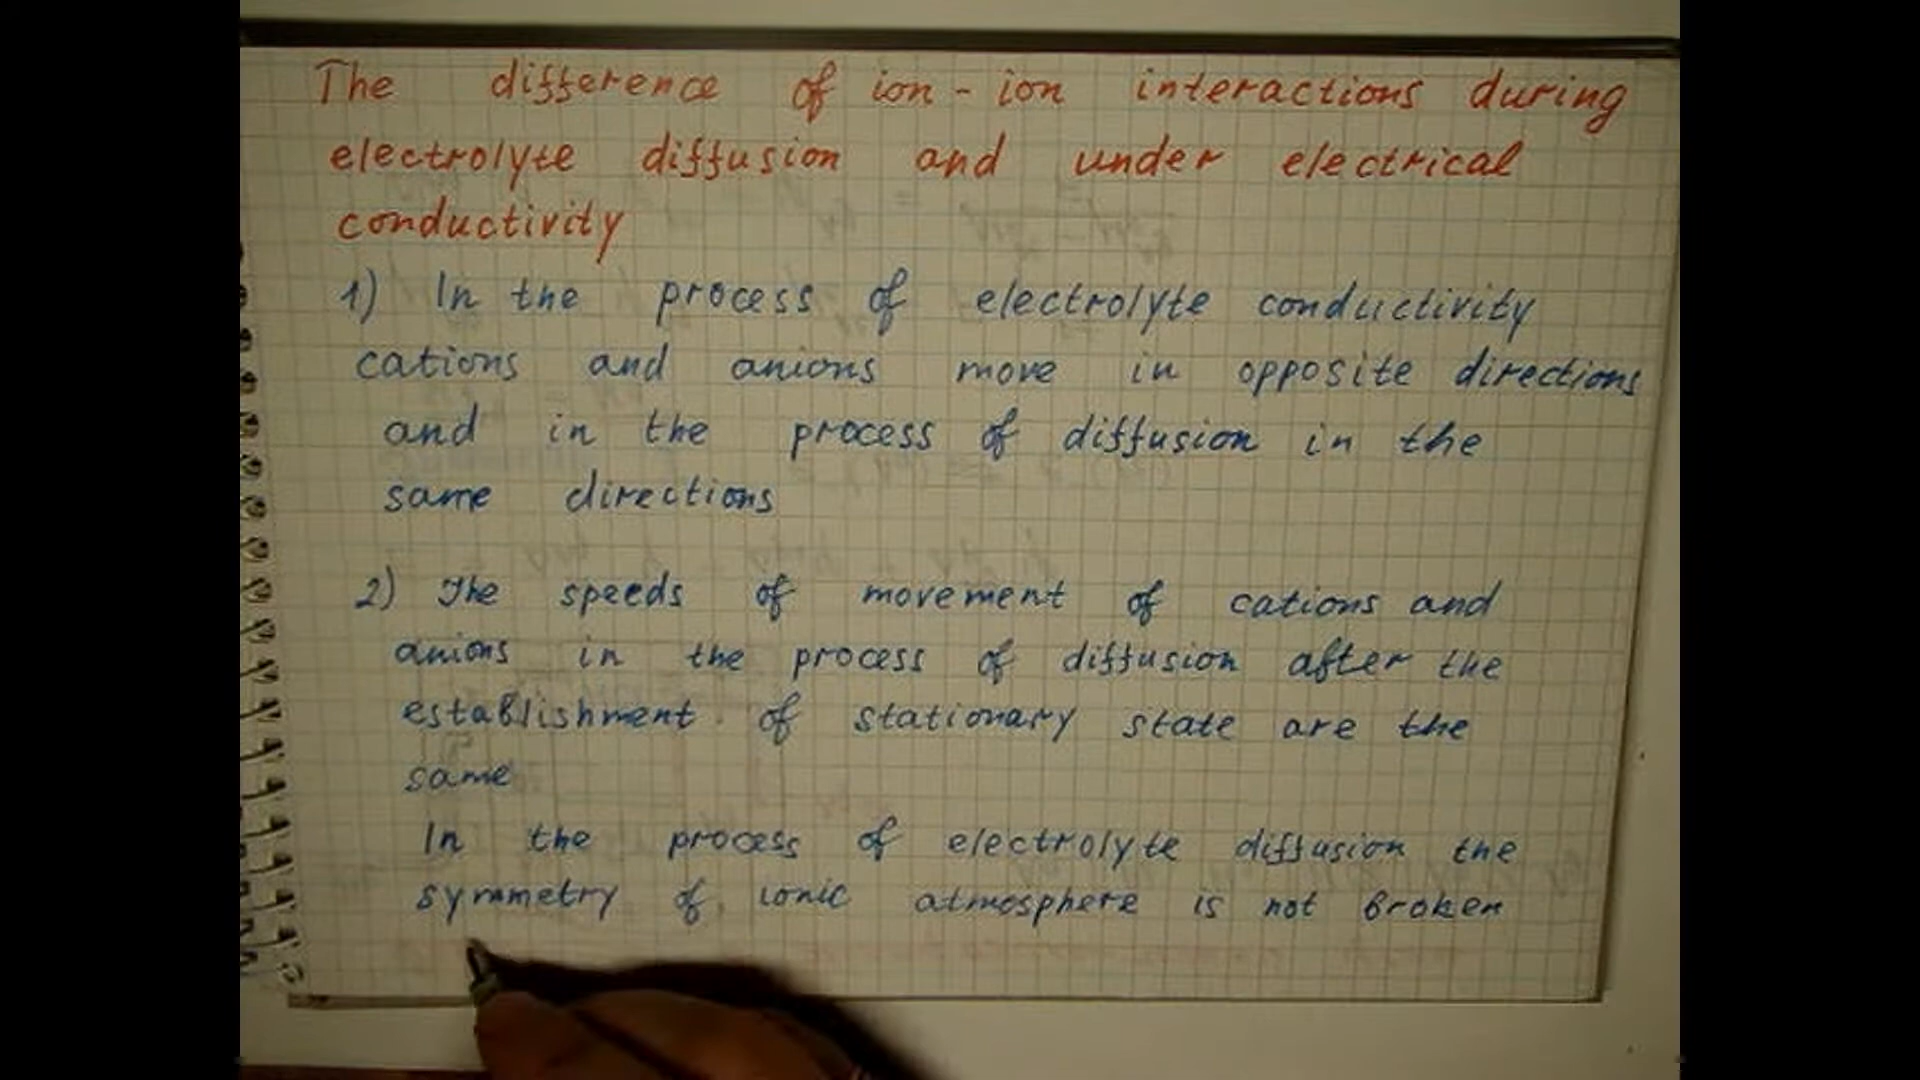 The difference of ion - ion interactions during
electrolyte diffusion and under electrical
conductivity
1) In the process of electrolyte conductivity
cations and anions move in opposite directions
and in the process of diffusion in the
same directions
2) The speeds of movement of cations and
anions in the process of diffusion after the
establishment of stationary state are the
same
In the process of electrolyte diffusion the
symmetry of ionic atmosphere is not broken